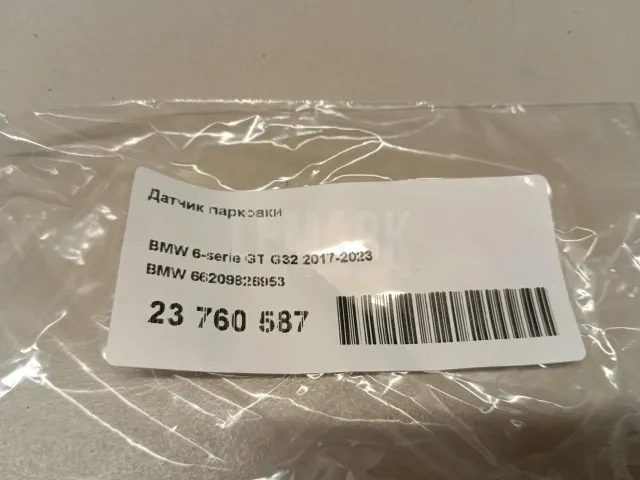 Датчик парковки
BMW 6-serie GT G32 2017-2023
BMW 66209826953
23 760 587